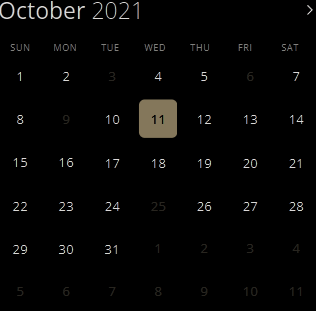 October 2021
SUN MON TUE WED THU FRI SAT
1 2 3 4 5 6 7
8 9 10 11 12 13 14
15 16 17 18 19 20 21
22 23 24 25 26 27 28
29 30 31 1 2 3 4
5 6 7 8 9 10 11